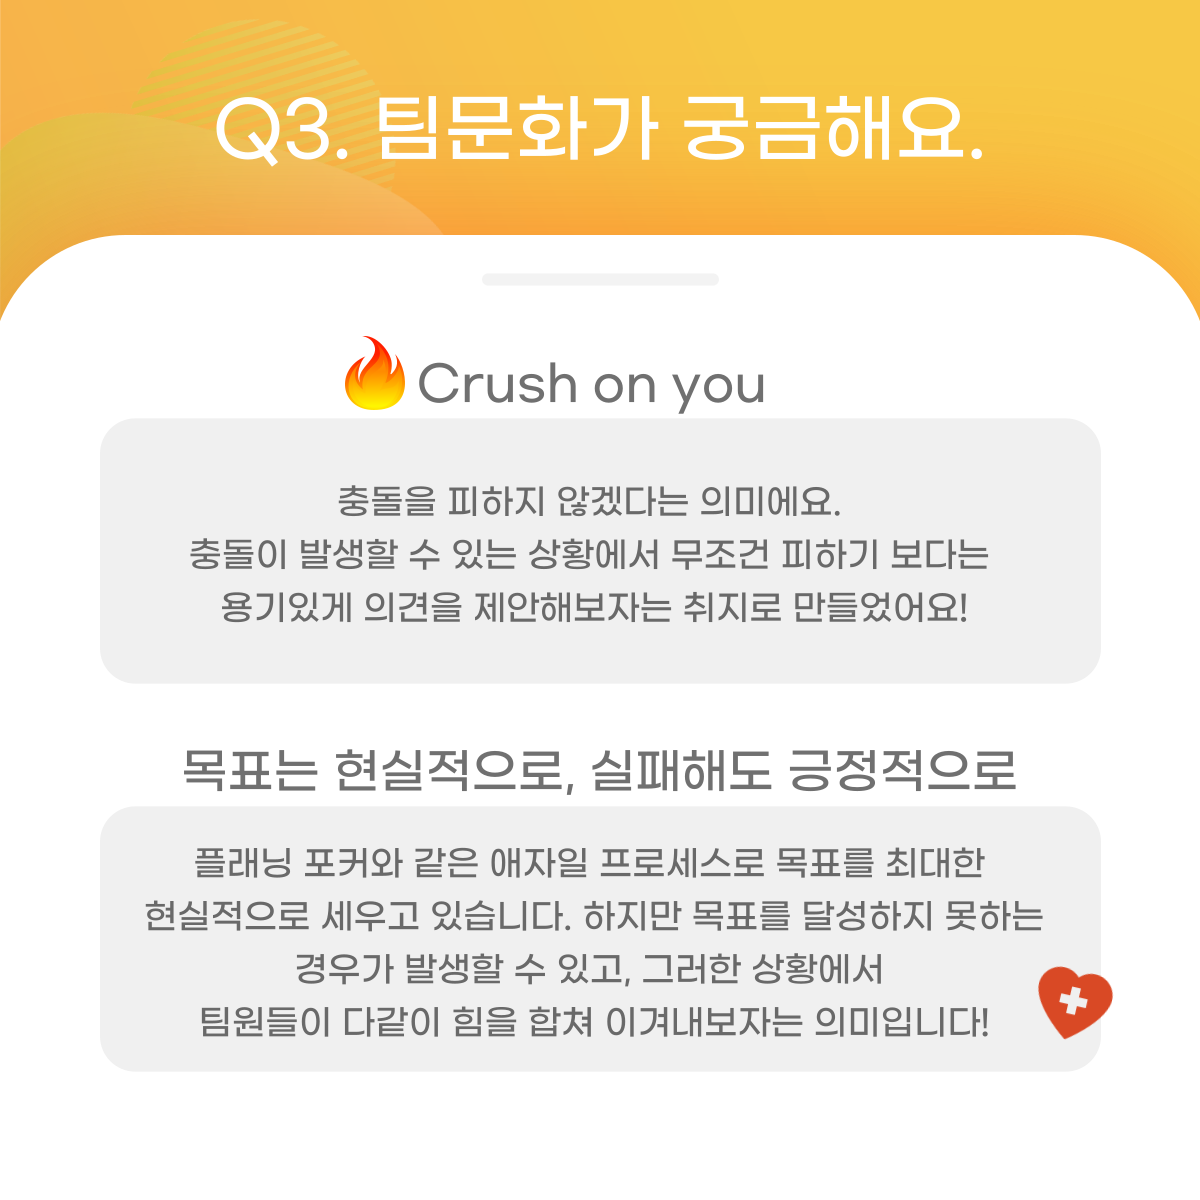 Q3. 팀문화가 궁금해요.
Crush on you
충돌을 피하지 않겠다는 의미에요.
충돌이 발생할 수 있는 상황에서 무조건 피하기 보다는
용기있게 의견을 제안해보자는 취지로 만들었어요!
목표는 현실적으로, 실패해도 긍정적으로
플래닝 포커와 같은 애자일 프로세스로 목표를 최대한
현실적으로 세우고 있습니다. 하지만 목표를 달성하지 못하는
경우가 발생할 수 있고, 그러한 상황에서
팀원들이 다같이 힘을 합쳐 이겨내보자는 의미입니다!